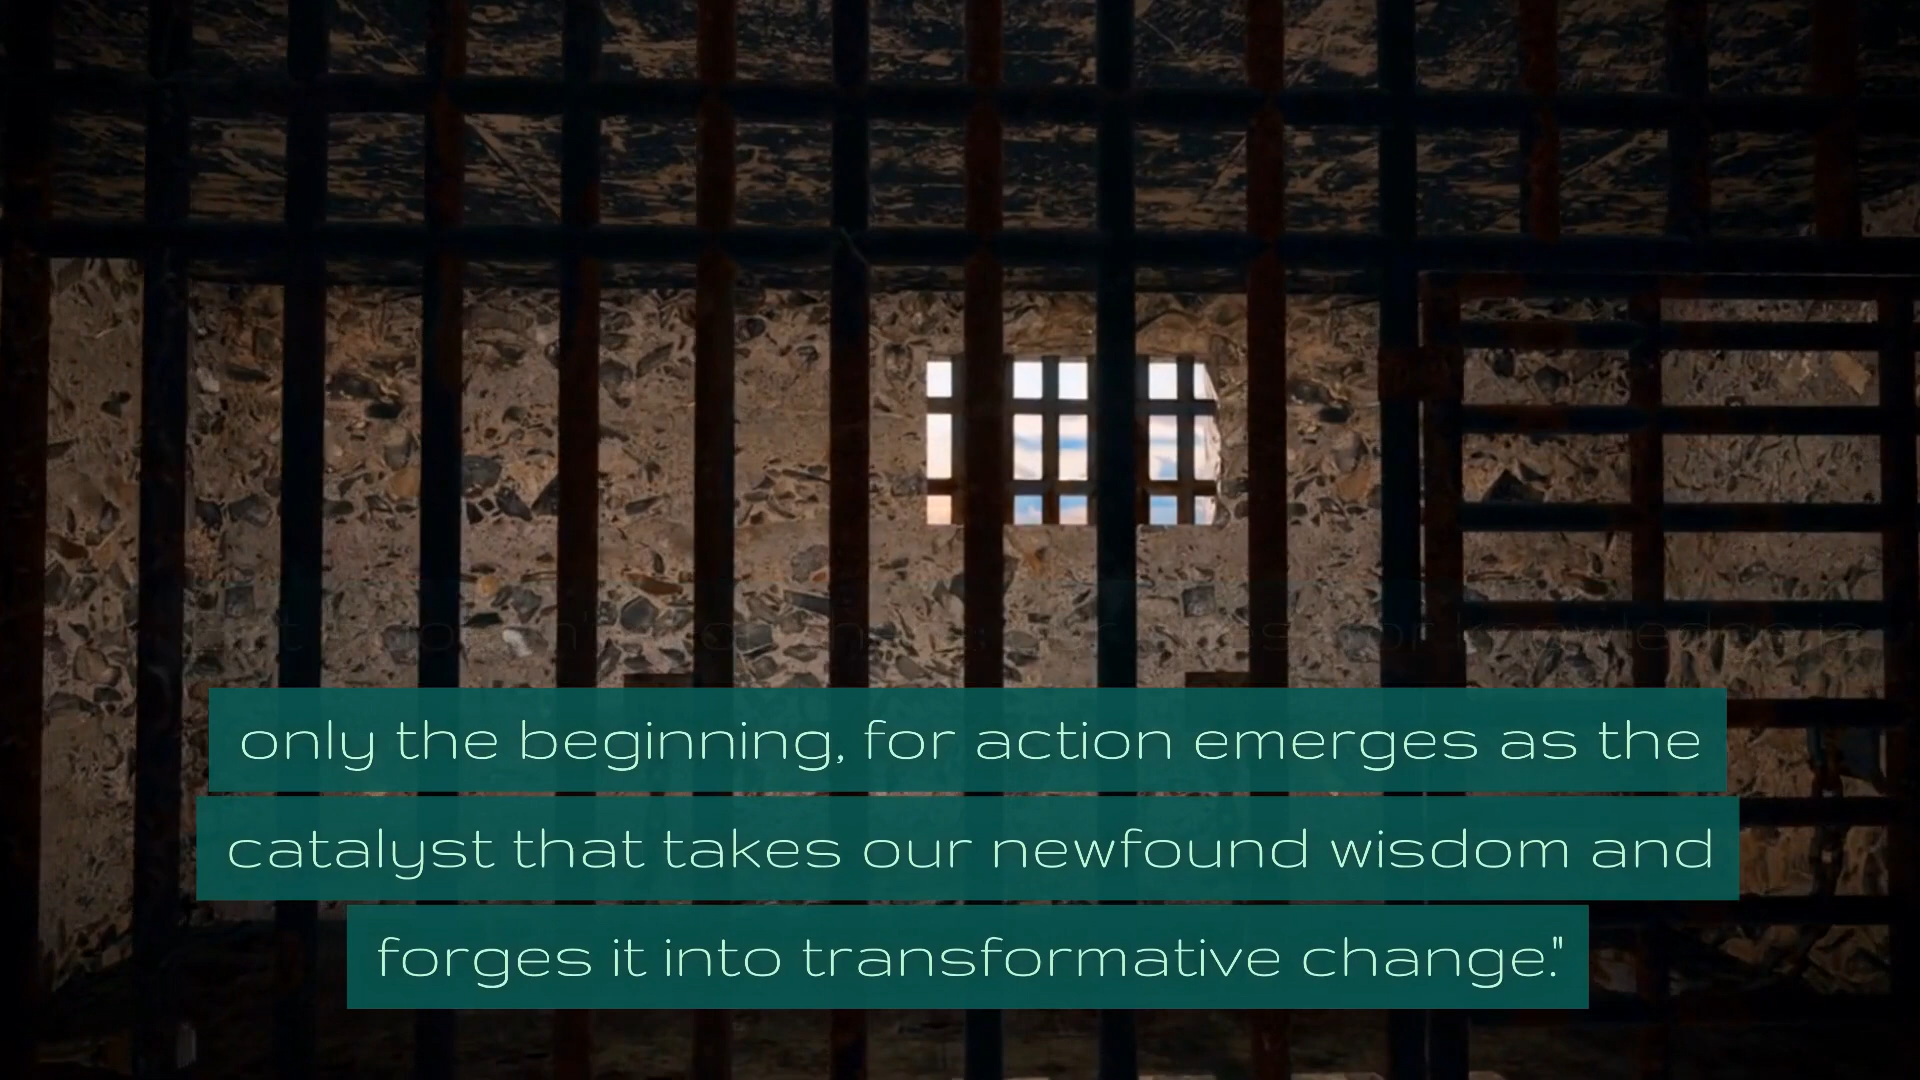 only the beginning, for action emerges as the
catalyst that takes our newfound wisdom and
forges it into transformative change."